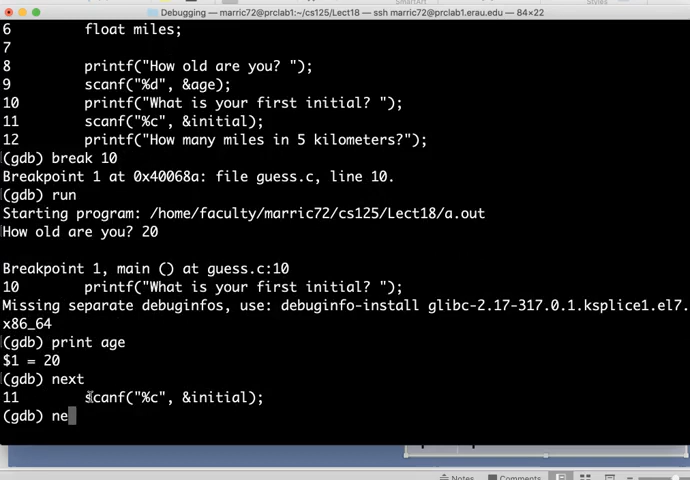 SmartArt
Styles
Debugging — marric72@prclab1:~/cs125/Lect18 — ssh marric72@prclab1.erau.edu — 84×22
6 float miles;
7
8 printf("How old are you? ");
9 scanf("%d", &age);
10 printf("What is your first initial? ");
11 scanf("%c", &initial);
12 printf("How many miles in 5 kilometers?");
(gdb) break 10
Breakpoint 1 at 0x40068a: file guess.c, line 10.
(gdb) run
Starting program: /home/faculty/marric72/cs125/Lect18/a.out
How old are you? 20
Breakpoint 1, main () at guess.c:10
10 printf("What is your first initial? ");
Missing separate debuginfos, use: debuginfo-install glibc-2.17-317.0.1.ksplice1.el7.
x86_64
(gdb) print age
$1 = 20
(gdb) next
11 scanf("%c", &initial);
(gdb) ne
Notes Comments